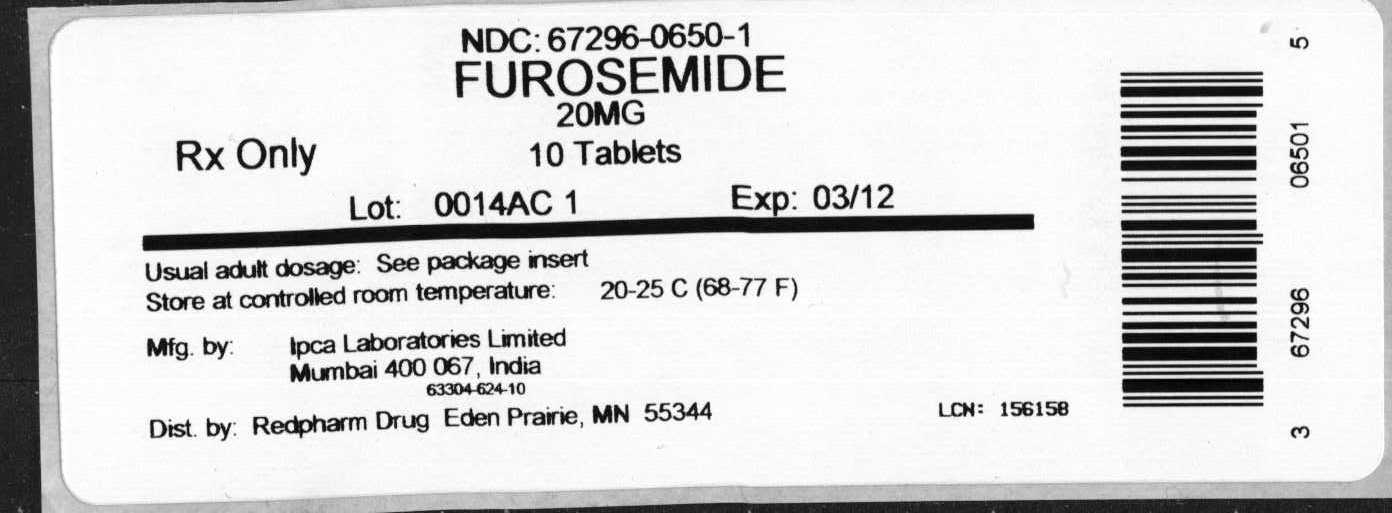 NDC: 67296-0650-1
FUROSEMIDE
20MG
Rx Only 10 Tablets
Lot: 0014AC 1 Exp: 03/12
Usual adult dosage: See package insert
Store at controlled room temperature: 20-25 C (68-77 F)
Mfg. by: Ipca Laboratories Limited
Mumbai 400 067, India
63304-624-10
Dist. by: Redpharm Drug Eden Prairie, MN 55344
LCN: 156158
3 67296 06501 5